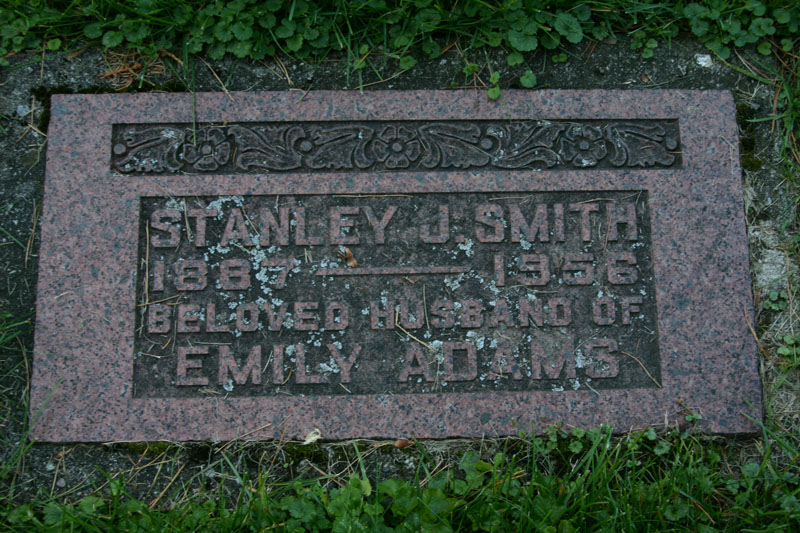 STANLEY J. SMITH
1887 — 1956
BELOVED HUSBAND OF
EMILY ADAMS